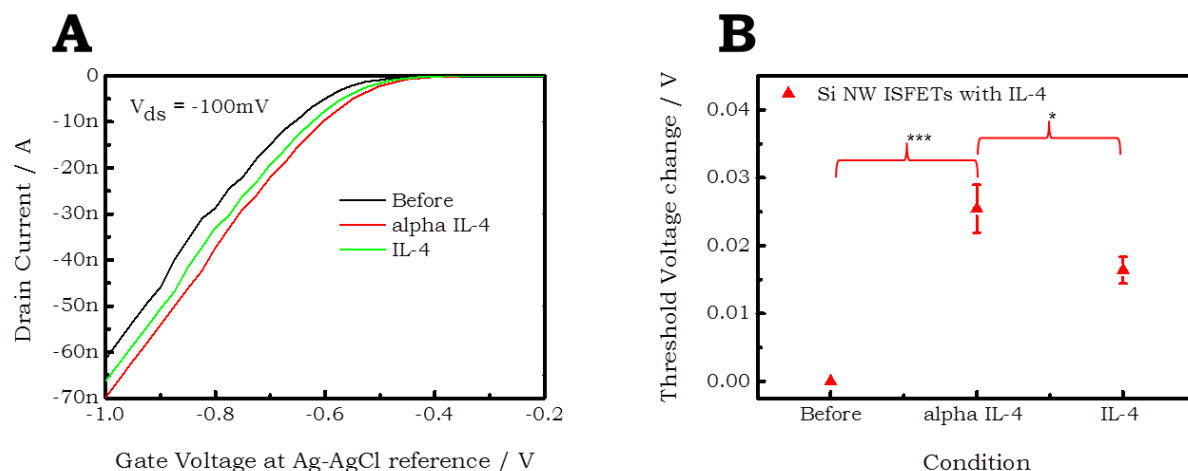 A
V_ds = -100mV
0
-10n
-20n
-30n
-40n
-50n
-60n
-70n
Before
alpha IL-4
IL-4
-1.0 -0.8 -0.6 -0.4 -0.2
Drain Current / A
Gate Voltage at Ag-AgCl reference / V
B
Si NW ISFETs with IL-4
*** *
0.04
0.03
0.02
0.01
0.00
Before alpha IL-4 IL-4
Threshold Voltage change / V
Condition